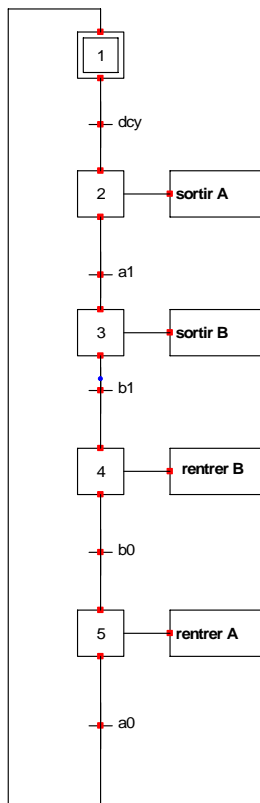 1
dcy
2 sortir A
a1
3 sortir B
b1
4 rentrer B
b0
5 rentrer A
a0